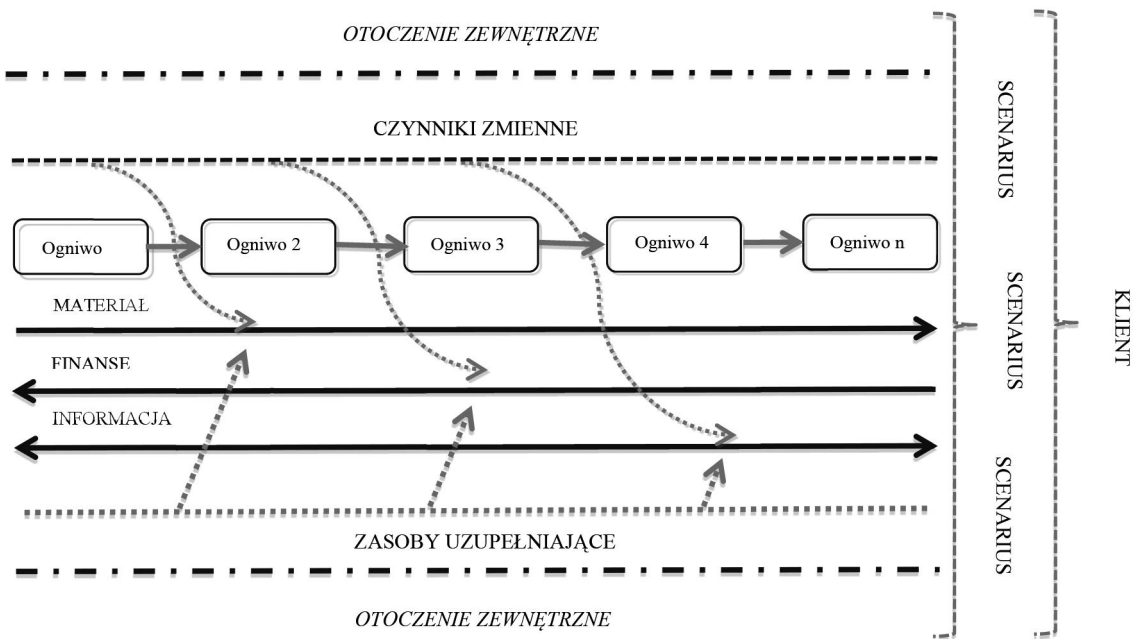 OTOCZENIE ZEWNĘTRZNE
CZYNNIKI ZMIENNE
Ogniwo
Ogniwo 2
Ogniwo 3
Ogniwo 4
Ogniwo n
MATERIAŁ
FINANSE
INFORMACJA
ZASOBY UZUPEŁNIAJĄCE
OTOCZENIE ZEWNĘTRZNE
SCENARIUS
SCENARIUS
SCENARIUS
KLIENT